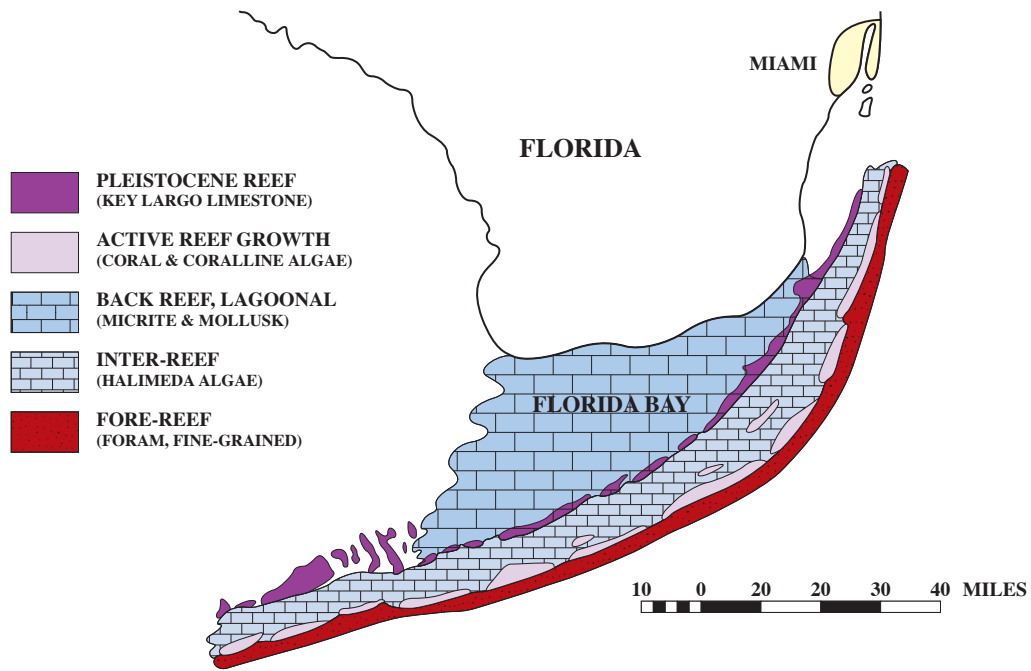 MIAMI
FLORIDA
PLEISTOCENE REEF
(KEY LARGO LIMESTONE)
ACTIVE REEF GROWTH
(CORAL & CORALLINE ALGAE)
BACK REEF, LAGOONAL
(MICRITE & MOLLUSK)
INTER-REEF
(HALIMEDA ALGAE)
FORE-REEF
(FORAM, FINE-GRAINED)
FLORIDA BAY
10 0 20 20 30 40 MILES